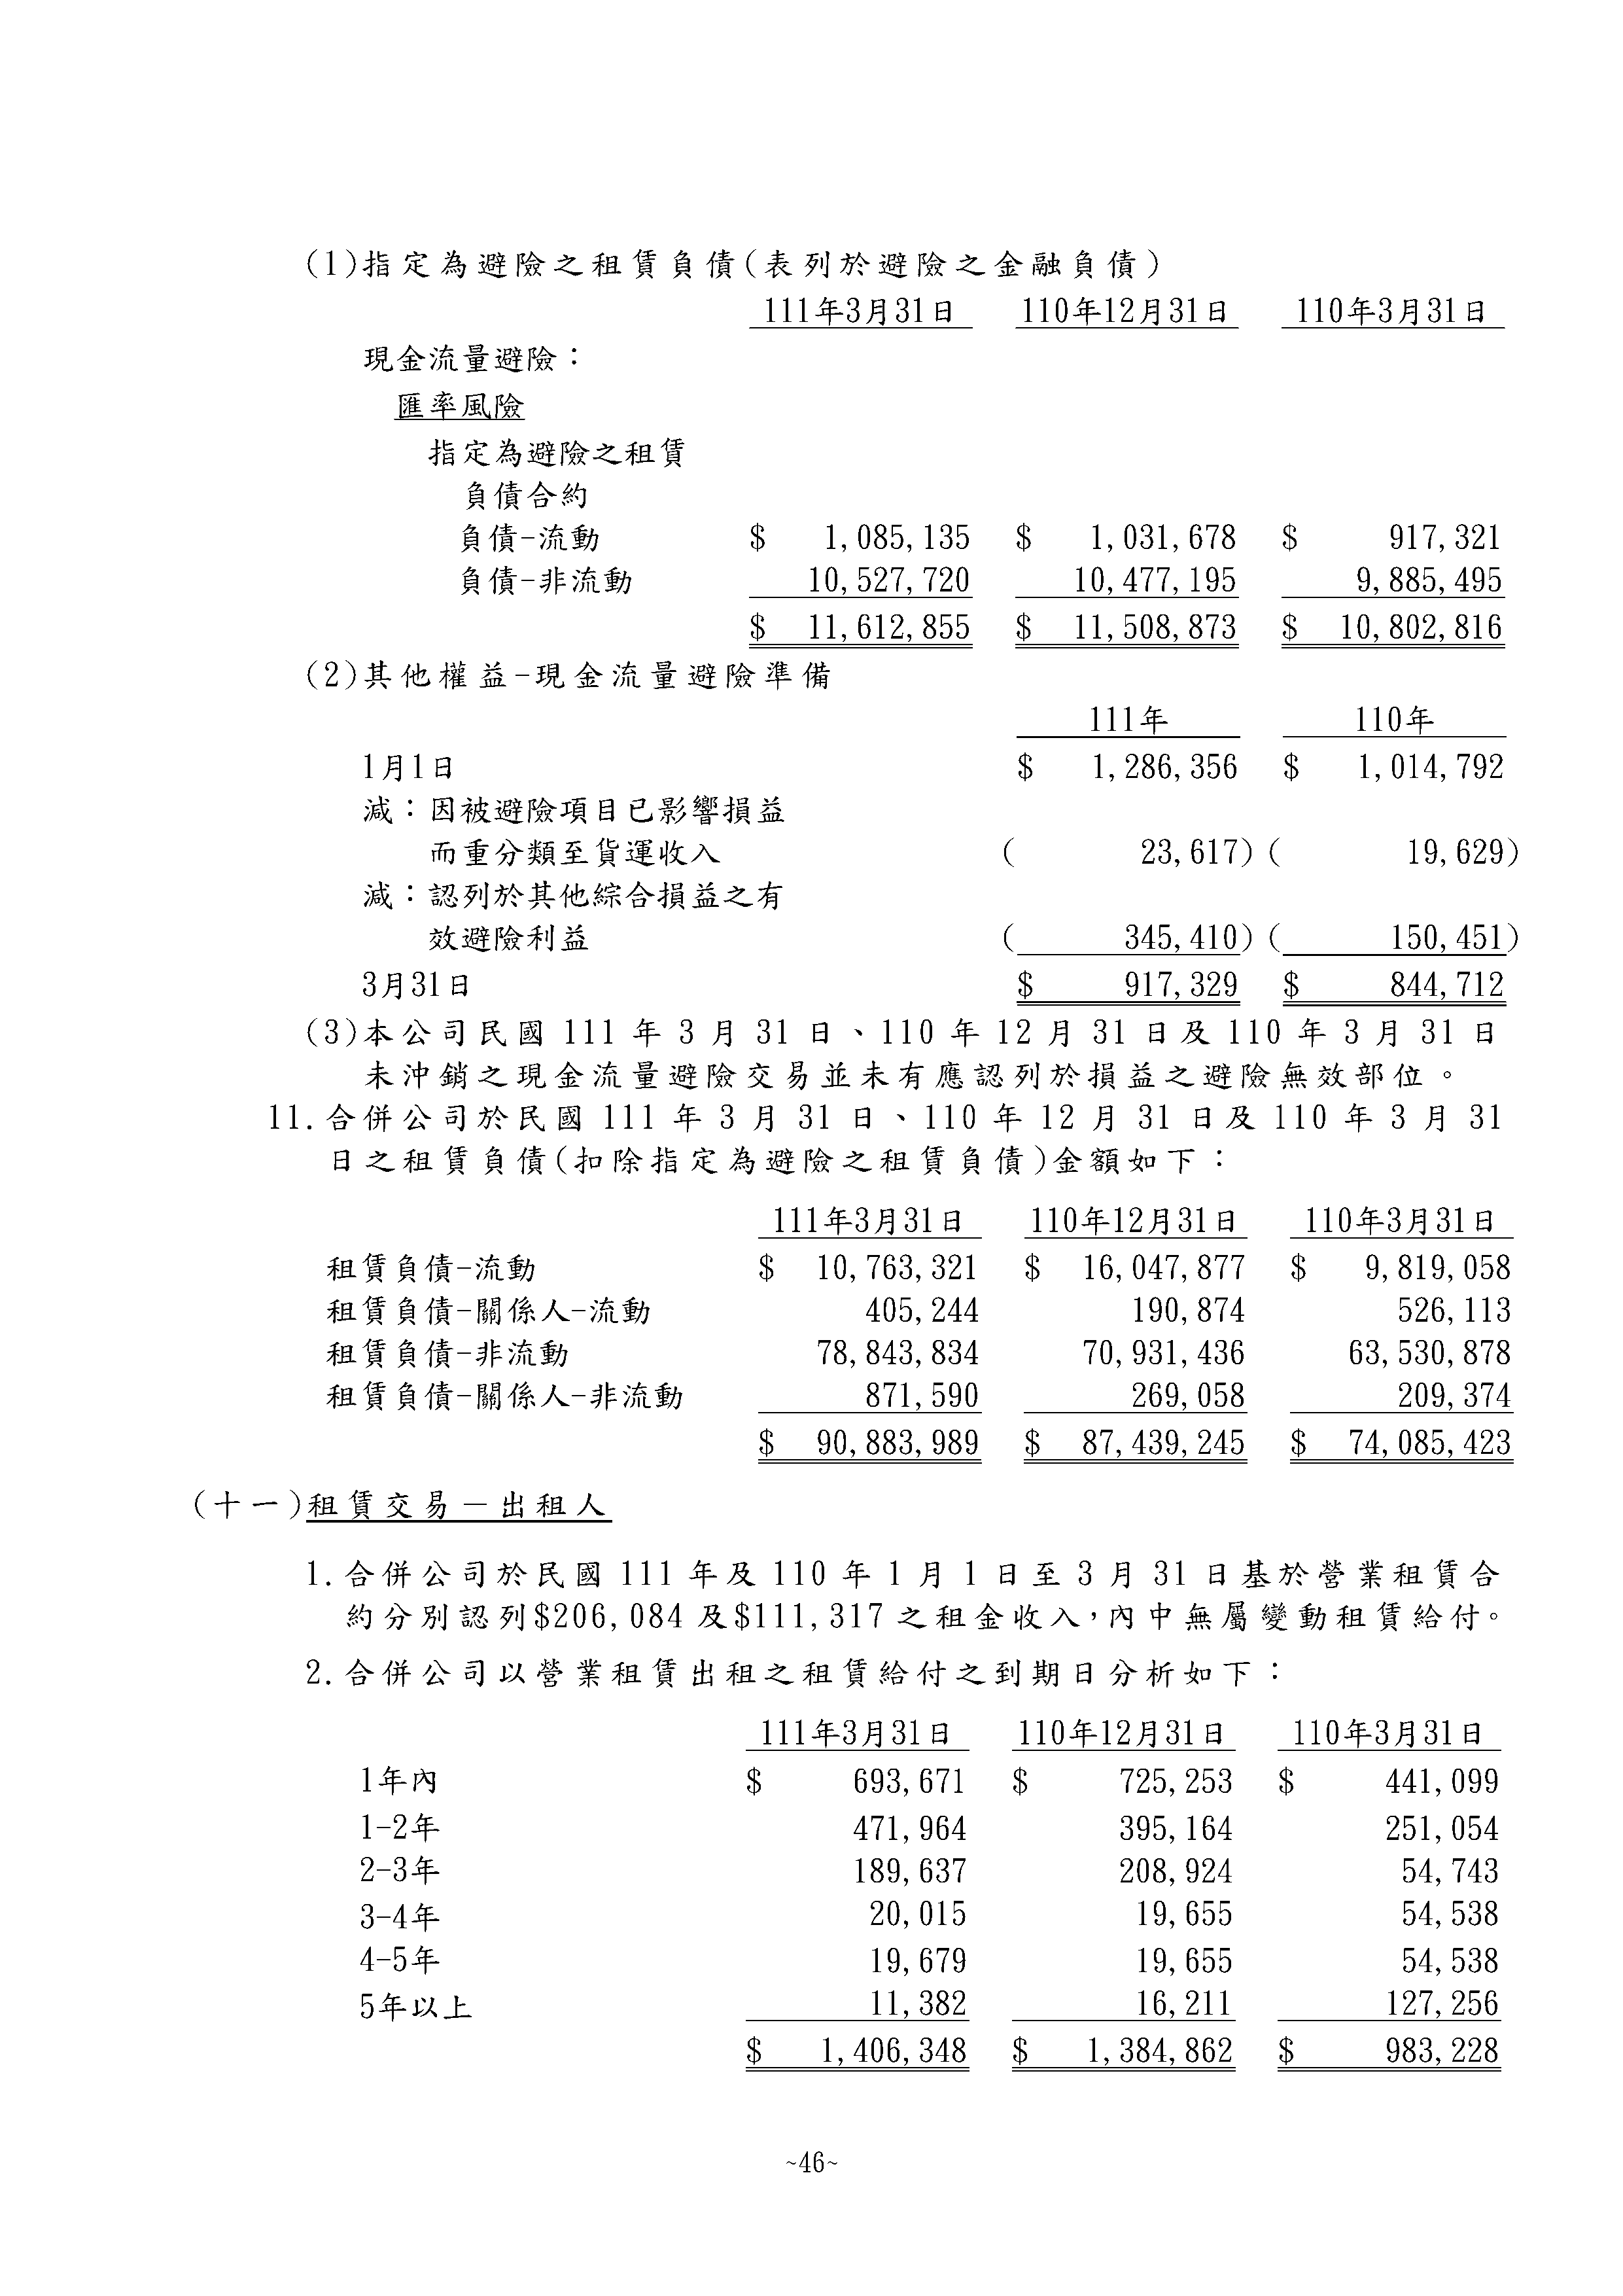 (1)指定為避險之租賃負債(表列於避險之金融負債)
111年3月31日 110年12月31日 110年3月31日
現金流量避險：
匯率風險
指定為避險之租賃
負債合約
負債-流動 $ 1,085,135 $ 1,031,678 $ 917,321
負債-非流動 10,527,720 10,477,195 9,885,495
$ 11,612,855 $ 11,508,873 $ 10,802,816
(2)其他權益-現金流量避險準備
111年 110年
1月1日 $ 1,286,356 $ 1,014,792
減：因被避險項目已影響損益
而重分類至貨運收入 ( 23,617) ( 19,629)
減：認列於其他綜合損益之有
效避險利益 ( 345,410) ( 150,451)
3月31日 $ 917,329 $ 844,712
(3)本公司民國 111 年 3 月 31 日、110 年 12 月 31 日及 110 年 3 月 31 日
未沖銷之現金流量避險交易並未有應認列於損益之避險無效部位。
11.合併公司於民國 111 年 3 月 31 日、110 年 12 月 31 日及 110 年 3 月 31
日之租賃負債(扣除指定為避險之租賃負債)金額如下：
111年3月31日 110年12月31日 110年3月31日
租賃負債-流動 $ 10,763,321 $ 16,047,877 $ 9,819,058
租賃負債-關係人-流動 405,244 190,874 526,113
租賃負債-非流動 78,843,834 70,931,436 63,530,878
租賃負債-關係人-非流動 871,590 269,058 209,374
$ 90,883,989 $ 87,439,245 $ 74,085,423
(十一)租賃交易－出租人
1.合併公司於民國 111 年及 110 年 1 月 1 日至 3 月 31 日基於營業租賃合
約分別認列$206,084 及$111,317 之租金收入，內中無屬變動租賃給付。
2.合併公司以營業租賃出租之租賃給付之到期日分析如下：
111年3月31日 110年12月31日 110年3月31日
1年內 $ 693,671 $ 725,253 $ 441,099
1-2年 471,964 395,164 251,054
2-3年 189,637 208,924 54,743
3-4年 20,015 19,655 54,538
4-5年 19,679 19,655 54,538
5年以上 11,382 16,211 127,256
$ 1,406,348 $ 1,384,862 $ 983,228
~46~